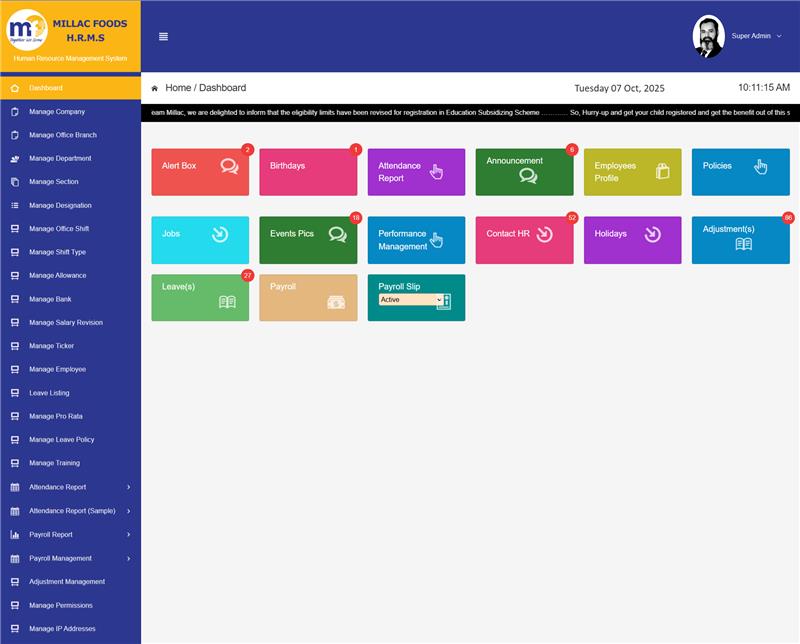 m3
Together We Grow
MILLAC FOODS
H.R.M.S
Human Resource Management System
Super Admin
Dashboard
Manage Company
Manage Office Branch
Manage Department
Manage Section
Manage Designation
Manage Office Shift
Manage Shift Type
Manage Allowance
Manage Bank
Manage Salary Revision
Manage Ticker
Manage Employee
Leave Listing
Manage Pro Rata
Manage Leave Policy
Manage Training
Attendance Report
Attendance Report (Sample)
Payroll Report
Payroll Management
Adjustment Management
Manage Permissions
Manage IP Addresses
Home / Dashboard
Tuesday 07 Oct, 2025
10:11:15 AM
eam Millac, we are delighted to inform that the eligibility limits have been revised for registration in Education Subsidizing Scheme ............. So, Hurry-up and get your child registered and get the benefit out of this s
Alert Box
2
Birthdays
1
Attendance
Report
Announcement
6
Employees
Profile
Policies
Jobs
Events Pics
18
Performance
Management
Contact HR
52
Holidays
Adjustment(s)
86
Leave(s)
27
Payroll
Payroll Slip
Active